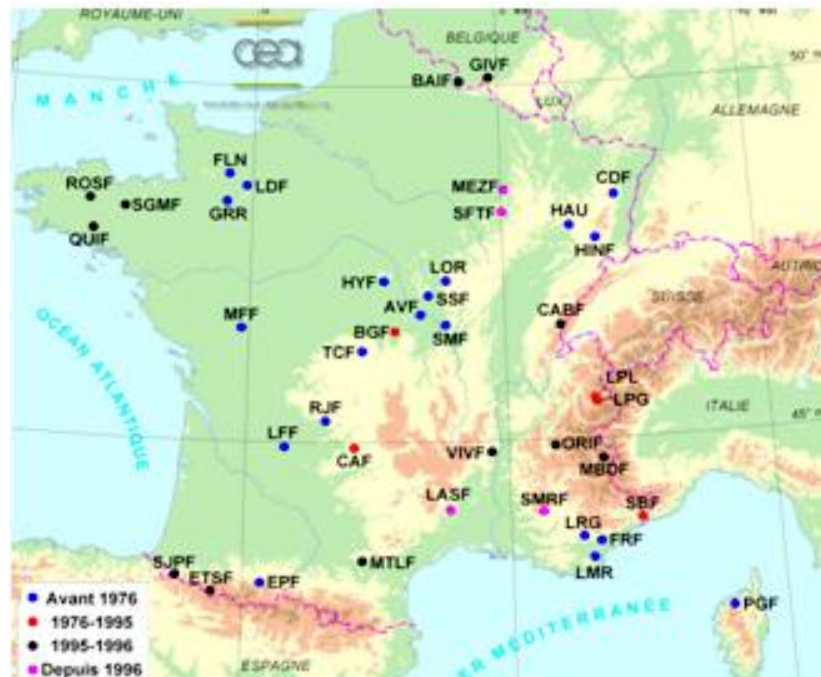 ROYAUME-UNI
BELGIQUE
cea
50°
GIVF
BAIF
LUX.
MANCHE
ALLEMAGNE
FLN
LDF
GRR
ROSF
SGMF
QUIF
MEZF
SFTF
CDF
HAU
HINF
HYF
LOR
SSF
AVF
BGF
SMF
MFF
TCF
CABF
SUISSE
OCÉAN ATLANTIQUE
LPL
LPG
ITALIE
45°
RJF
LFF
CAF
VIVF
ORIF
MBDF
LASF
SMRF
SBF
LRG
FRF
LMR
SJPF
ETSF
EPF
MTLF
PGF
ER MÉDITERRANÉE
ESPAGNE
Avant 1976
1976-1995
1995-1996
Depuis 1996